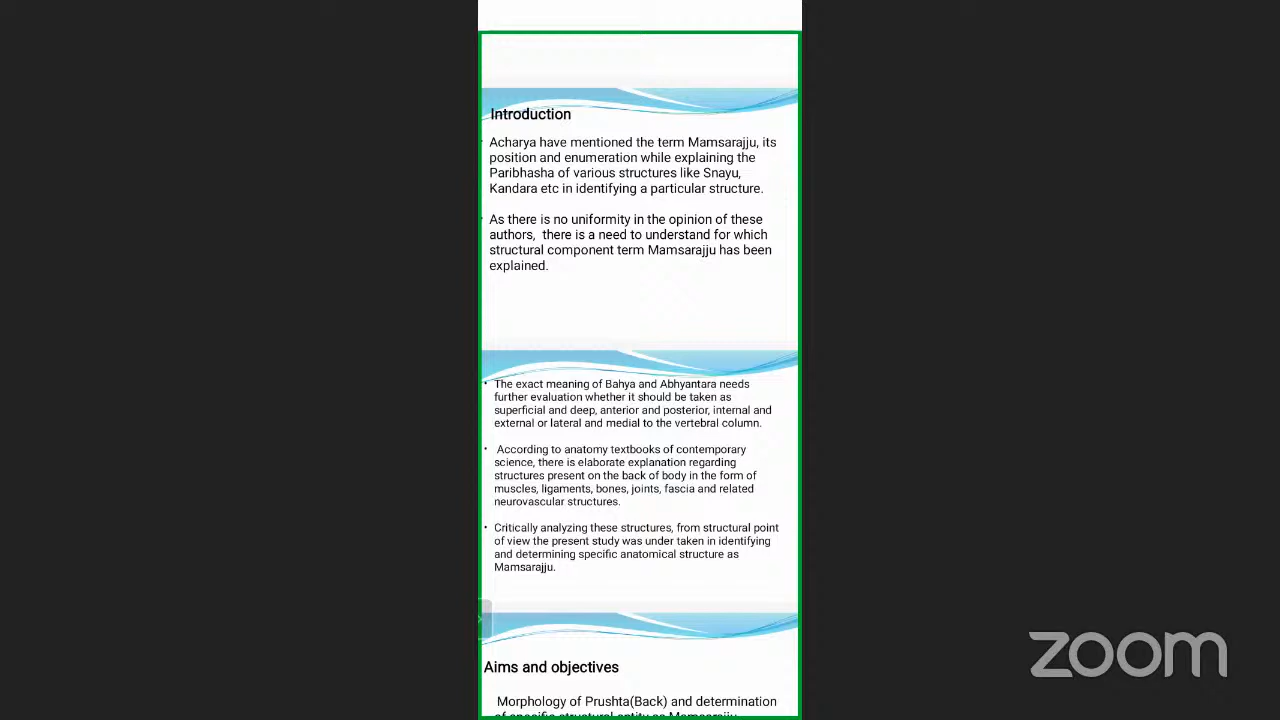 Introduction
Acharya have mentioned the term Mamsarajju, its
position and enumeration while explaining the
Paribhasha of various structures like Snayu,
Kandara etc in identifying a particular structure.
As there is no uniformity in the opinion of these
authors, there is a need to understand for which
structural component term Mamsarajju has been
explained.
• The exact meaning of Bahya and Abhyantara needs
further evaluation whether it should be taken as
superficial and deep, anterior and posterior, internal and
external or lateral and medial to the vertebral column.
• According to anatomy textbooks of contemporary
science, there is elaborate explanation regarding
structures present on the back of body in the form of
muscles, ligaments, bones, joints, fascia and related
neurovascular structures.
• Critically analyzing these structures, from structural point
of view the present study was under taken in identifying
and determining specific anatomical structure as
Mamsarajju.
Aims and objectives
Morphology of Prushta(Back) and determination
of specific structural entity as Mamsarajju
zoom